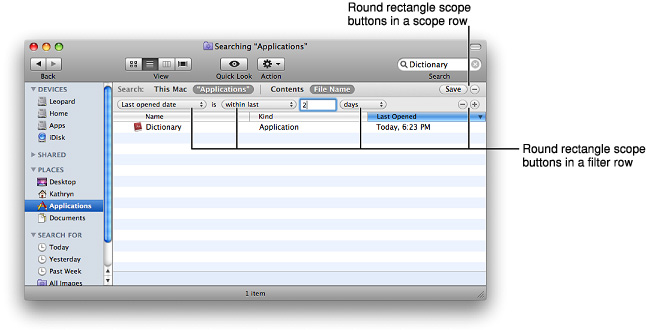 Round rectangle scope
buttons in a scope row
Searching "Applications"
Dictionary
Back
View
Quick Look
Action
Search
Search: This Mac "Applications" Contents File Name Save
Last opened date is within last 2 days
Name Kind Last Opened
Dictionary Application Today, 6:23 PM
DEVICES
Leopard
Home
Apps
iDisk
SHARED
PLACES
Desktop
Kathryn
Applications
Documents
SEARCH FOR
Today
Yesterday
Past Week
All Images
1 item
Round rectangle scope
buttons in a filter row